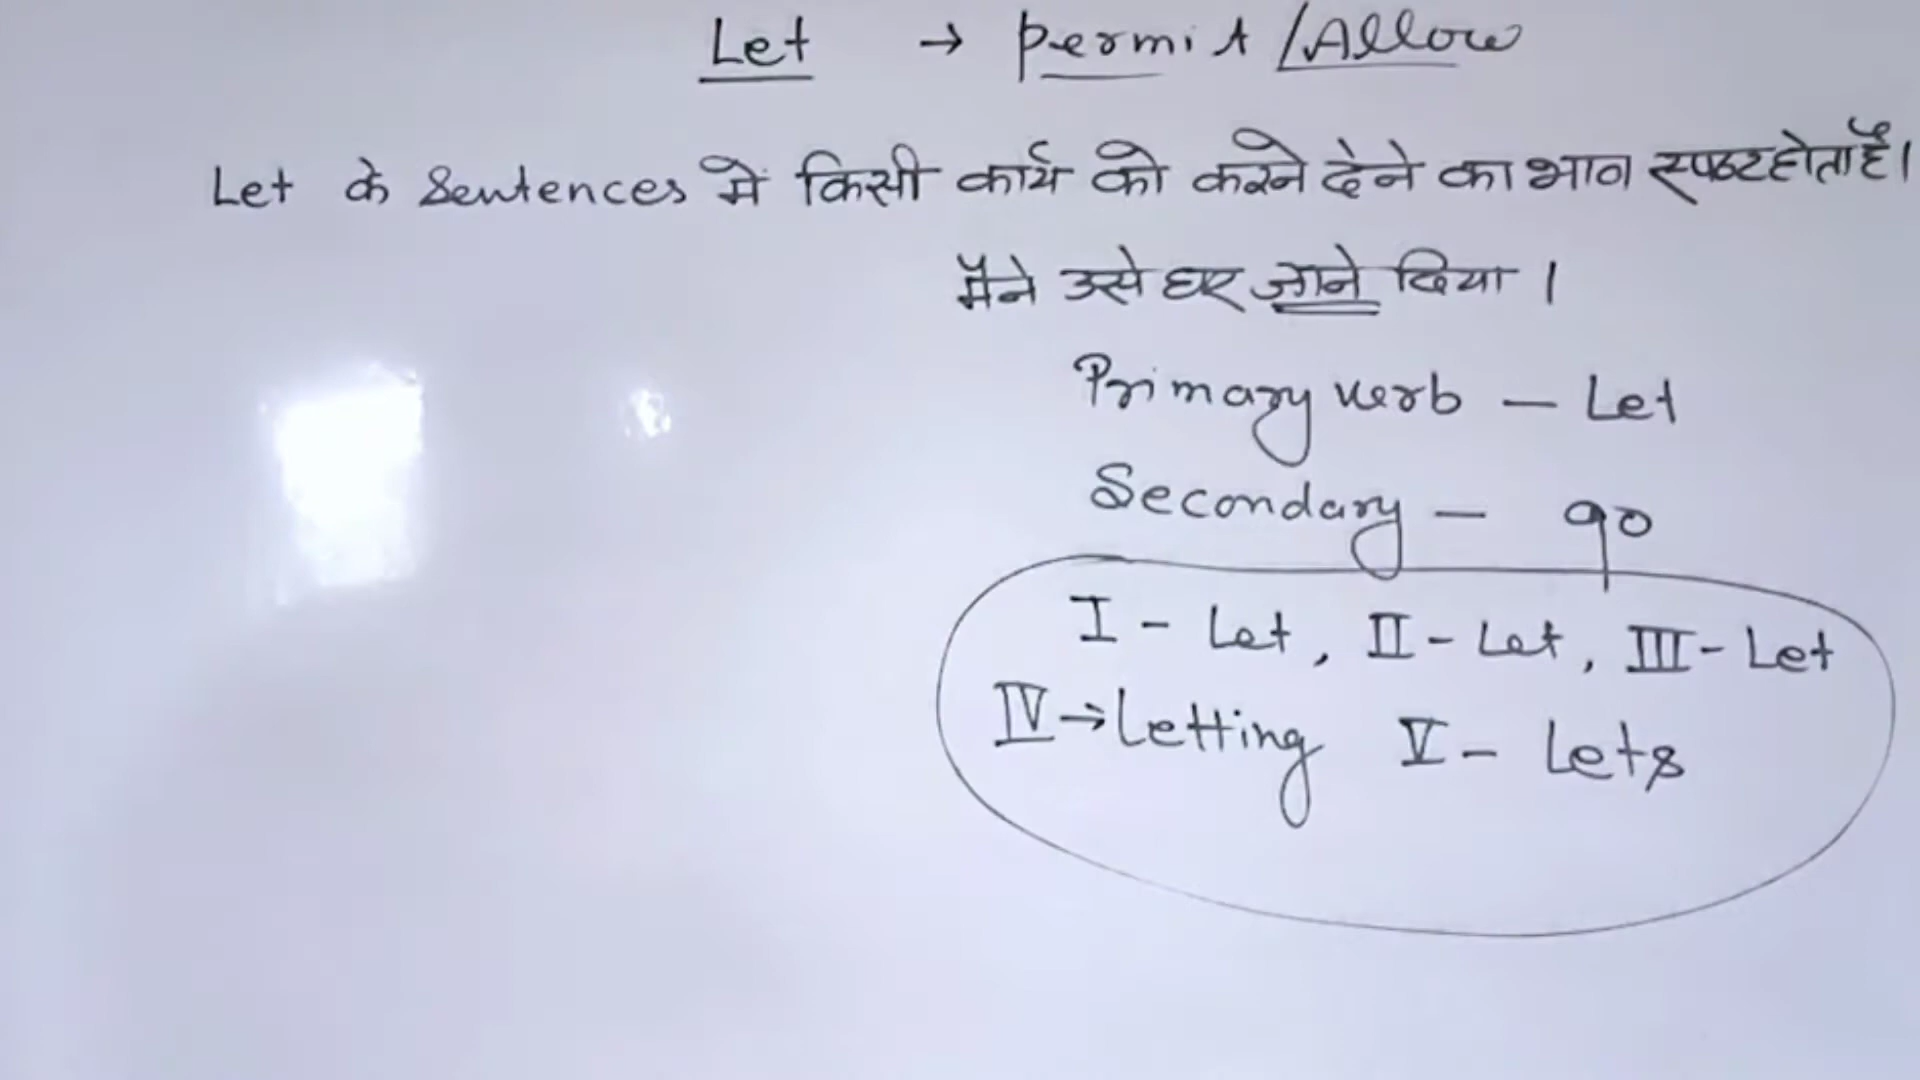 Let → permit / Allow
Let के Sentences मे किसी कार्य को करने देने का भाव स्पष्ट होता है।
मैने उसे घर जाने दिया ।
Primary verb – Let
Secondary – go
I - Let, II - Let, III - Let
IV → Letting V - Lets